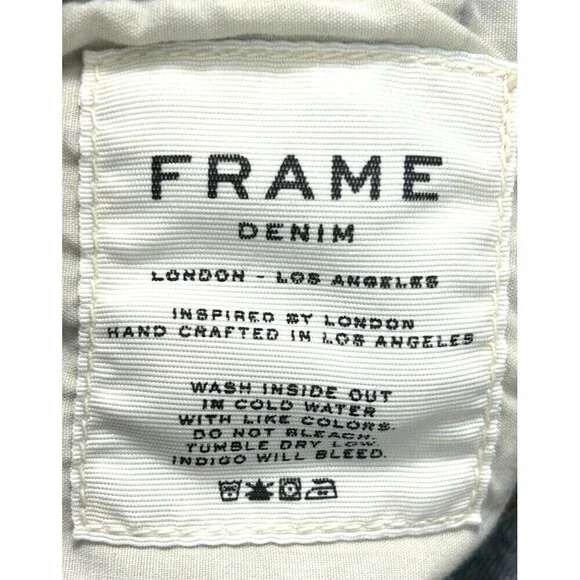 FRAME
DENIM
LONDON - LOS ANGELES
INSPIRED BY LONDON
HAND CRAFTED IN LOS ANGELES
WASH INSIDE OUT
IN COLD WATER
WITH LIKE COLORS.
DO NOT BLEACH.
TUMBLE DRY LOW.
INDIGO WILL BLEED.